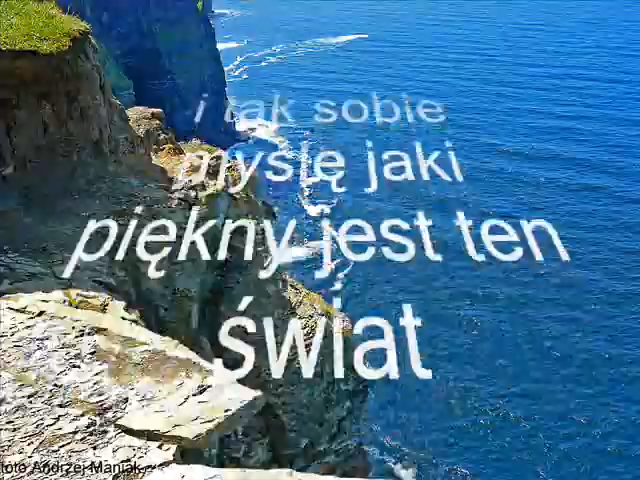 i tak sobie
myślę jaki
piękny jest ten
świat
foto Andrzej Maniak